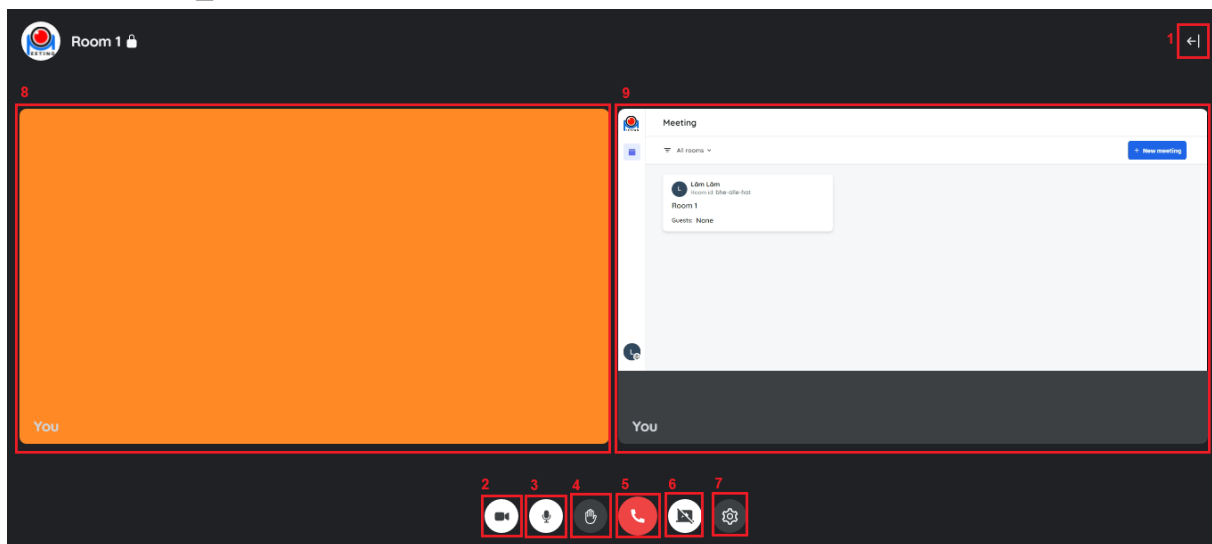 Room 1
1
8
9
Meeting
All rooms
+ New meeting
L
Lâm Lâm
Room id: bhe-olle-hat
Room 1
Guests: None
L
You
You
2
3
4
5
6
7